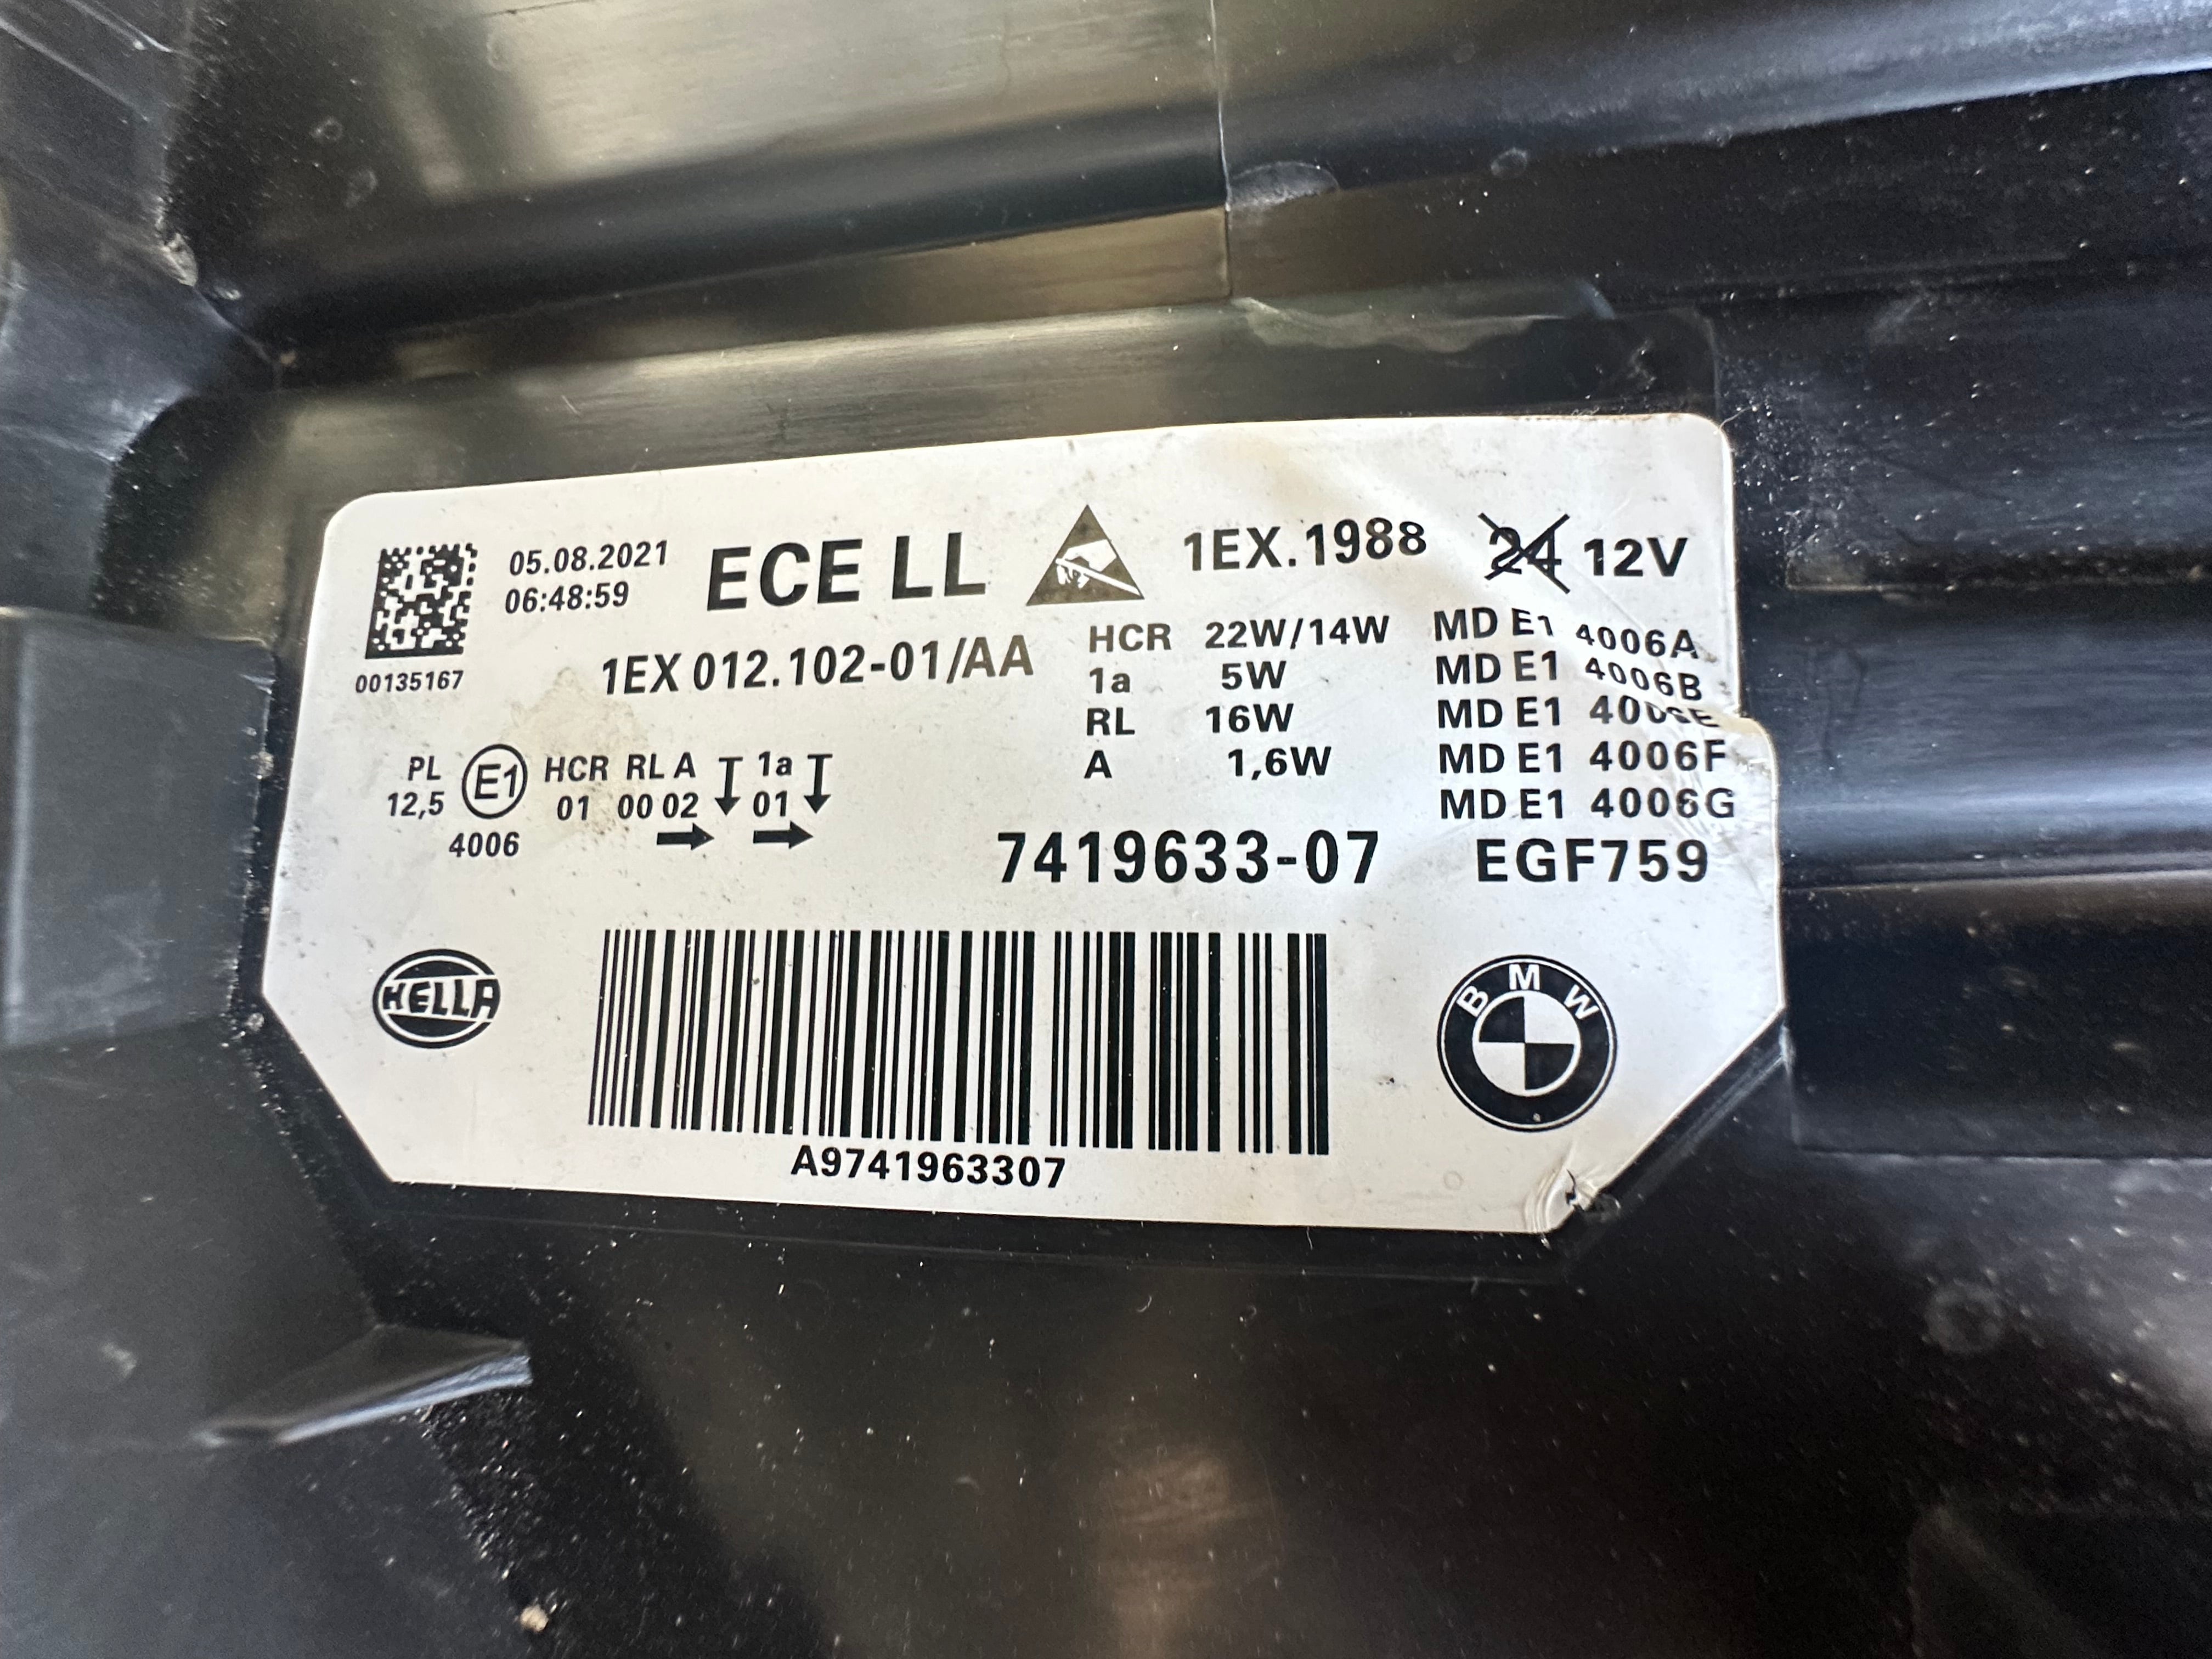 05.08.2021
06:48:59
ECE LL
1EX.1988
24 12V
00135167
1EX 012.102-01/AA
HCR 22W/14W
1a 5W
RL 16W
A 1,6W
MD E1 4006A
MD E1 4006B
MD E1 4006E
MD E1 4006F
MD E1 4006G
PL E1 HCR RL A 1a
12,5 01 00 02 01
4006
7419633-07
EGF759
HELLA
BMW
A9741963307